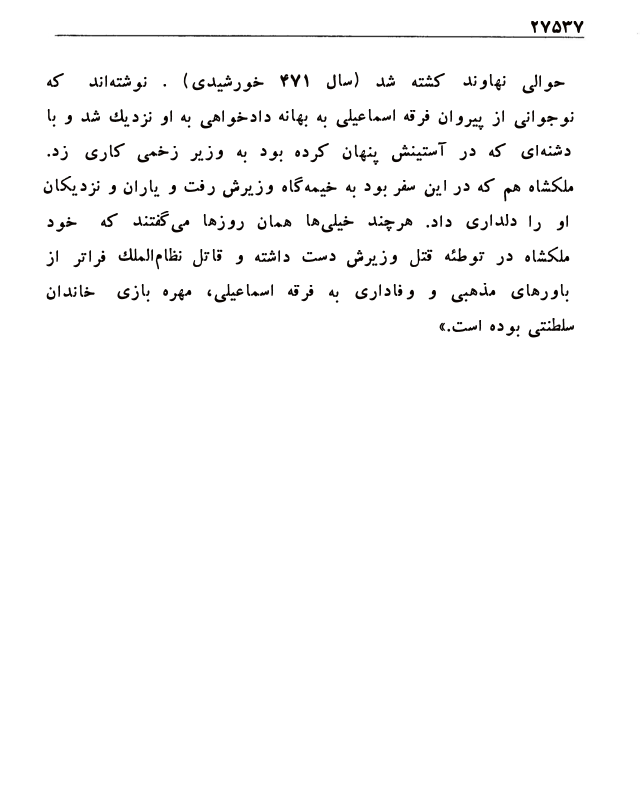 ۲۷۵۳۷
حوالی نهاوند کشته شد (سال ۴۷۱ خورشیدی) . نوشته‌اند که
نوجوانی از پیروان فرقه اسماعیلی به بهانه دادخواهی به او نزدیك شد و با
دشنه‌ای که در آستینش پنهان کرده بود به وزیر زخمی کاری زد.
ملکشاه هم که در این سفر بود به خیمه‌گاه وزیرش رفت و یاران و نزدیکان
او را دلداری داد. هرچند خیلی‌ها همان روزها می‌گفتند که خود
ملکشاه در توطئه قتل وزیرش دست داشته و قاتل نظام‌الملك فراتر از
باورهای مذهبی و وفاداری به فرقه اسماعیلی، مهره بازی خاندان
سلطنتی بوده است.»